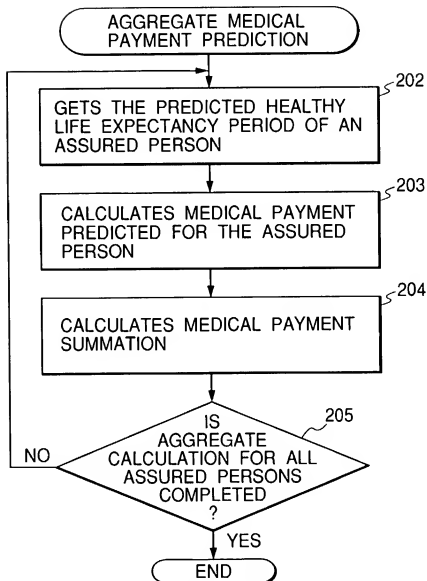 AGGREGATE MEDICAL
PAYMENT PREDICTION
202
GETS THE PREDICTED HEALTHY
LIFE EXPECTANCY PERIOD OF AN
ASSURED PERSON
203
CALCULATES MEDICAL PAYMENT
PREDICTED FOR THE ASSURED
PERSON
204
CALCULATES MEDICAL PAYMENT
SUMMATION
205
IS
AGGREGATE
CALCULATION FOR ALL
ASSURED PERSONS
COMPLETED
?
NO
YES
END